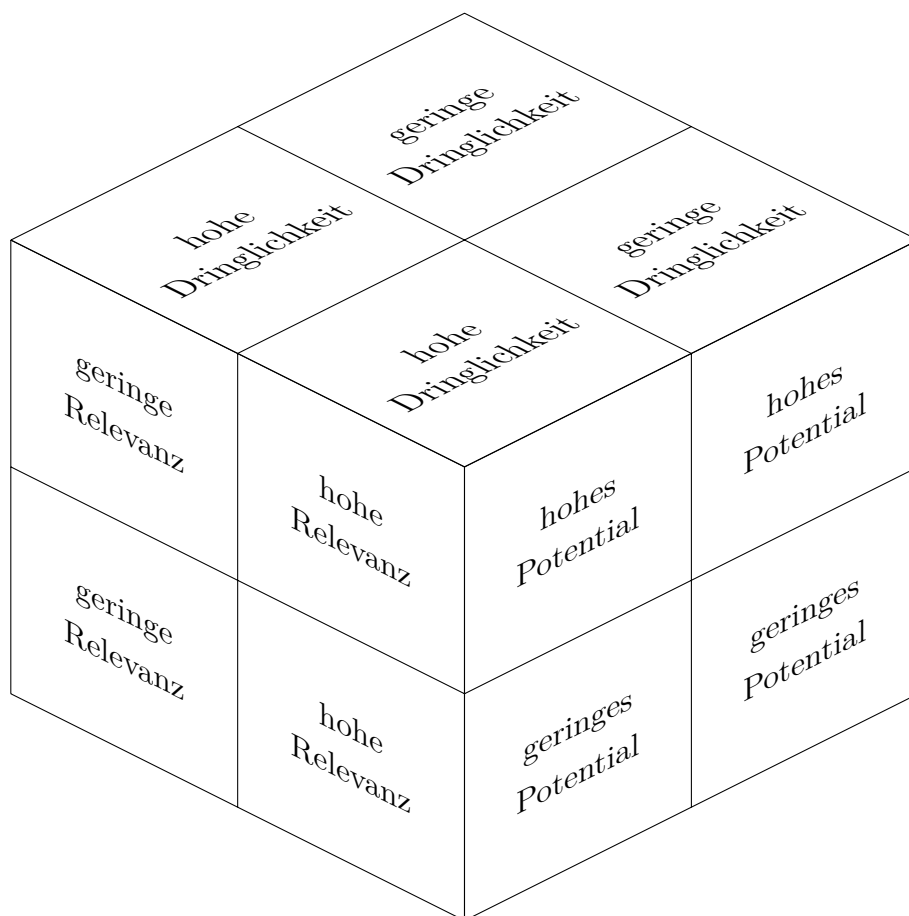 geringe
Dringlichkeit
hohe
Dringlichkeit
geringe
Dringlichkeit
hohe
Dringlichkeit
geringe
Relevanz
hohe
Relevanz
hohes
Potential
hohes
Potential
geringe
Relevanz
hohe
Relevanz
geringes
Potential
geringes
Potential